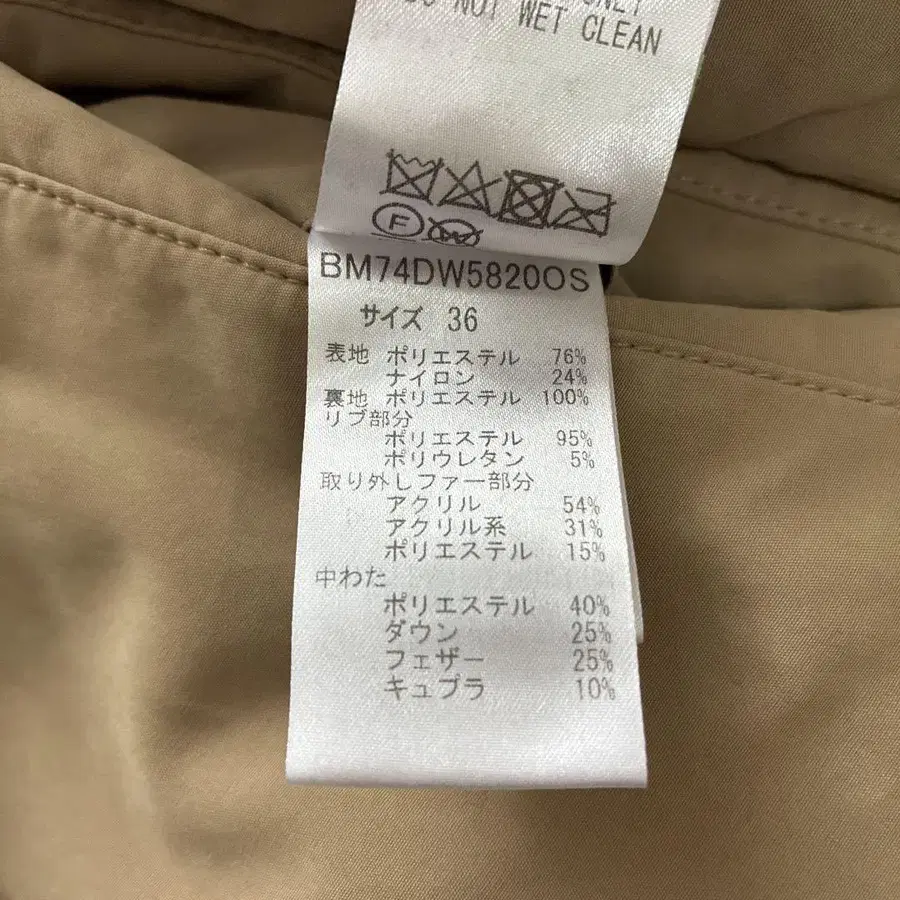 ONLY
DO NOT WET CLEAN
F
W
BM74DW5820OS
サイズ 36
表地 ポリエステル 76%
ナイロン 24%
裏地 ポリエステル 100%
リブ部分
ポリエステル 95%
ポリウレタン 5%
取り外しファー部分
アクリル 54%
アクリル系 31%
ポリエステル 15%
中わた
ポリエステル 40%
ダウン 25%
フェザー 25%
キュプラ 10%